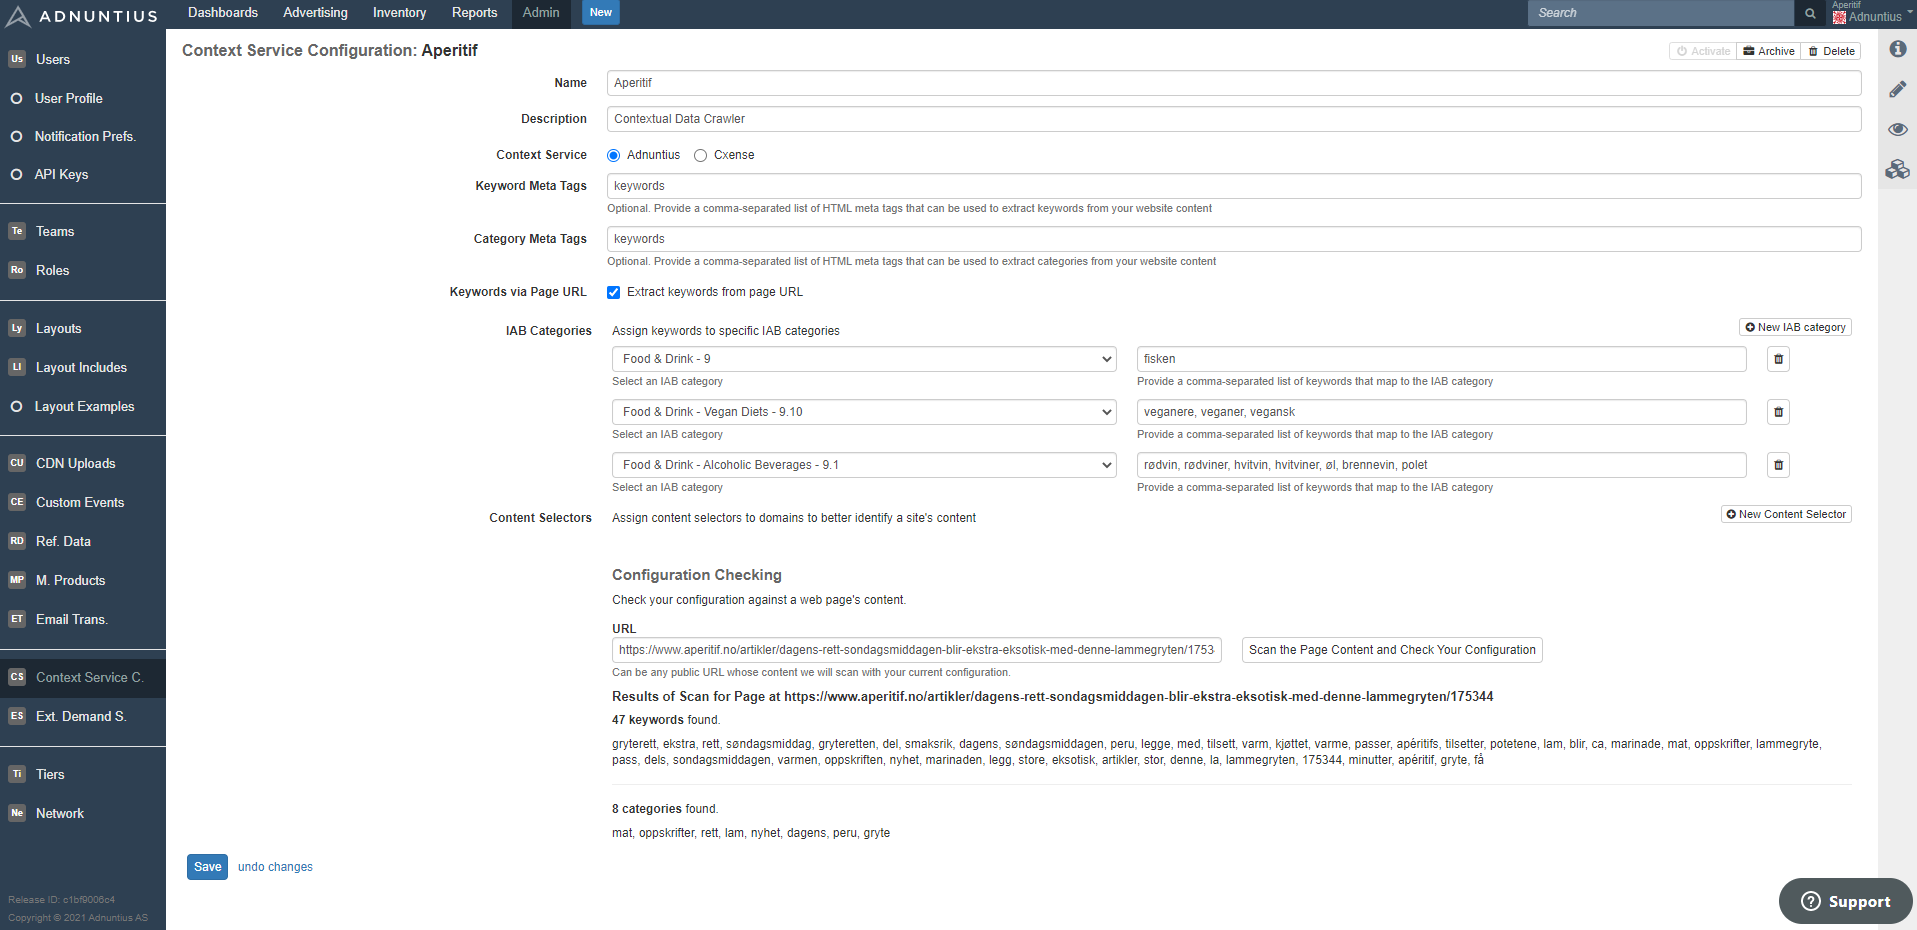 ADNUNTIUS
Dashboards Advertising Inventory Reports Admin New
Search
Aperitif
Adnuntius
Us Users
User Profile
Notification Prefs.
API Keys
Te Teams
Ro Roles
Ly Layouts
LI Layout Includes
Layout Examples
CU CDN Uploads
CE Custom Events
RD Ref. Data
MP M. Products
ET Email Trans.
CS Context Service C.
ES Ext. Demand S.
Ti Tiers
Ne Network
Release ID: c1bf9006c4
Copyright © 2021 Adnuntius AS
Context Service Configuration: Aperitif
Activate Archive Delete
Name Aperitif
Description Contextual Data Crawler
Context Service Adnuntius Cxense
Keyword Meta Tags keywords
Optional. Provide a comma-separated list of HTML meta tags that can be used to extract keywords from your website content
Category Meta Tags keywords
Optional. Provide a comma-separated list of HTML meta tags that can be used to extract categories from your website content
Keywords via Page URL Extract keywords from page URL
IAB Categories Assign keywords to specific IAB categories New IAB category
Food & Drink - 9 fisken
Select an IAB category Provide a comma-separated list of keywords that map to the IAB category
Food & Drink - Vegan Diets - 9.10 veganere, veganer, vegansk
Select an IAB category Provide a comma-separated list of keywords that map to the IAB category
Food & Drink - Alcoholic Beverages - 9.1 rødvin, rødviner, hvitvin, hvitviner, øl, brennevin, polet
Select an IAB category Provide a comma-separated list of keywords that map to the IAB category
Content Selectors Assign content selectors to domains to better identify a site's content New Content Selector
Configuration Checking
Check your configuration against a web page's content.
URL
https://www.aperitif.no/artikler/dagens-rett-sondagsmiddagen-blir-ekstra-eksotisk-med-denne-lammegryten/1753 Scan the Page Content and Check Your Configuration
Can be any public URL whose content we will scan with your current configuration.
Results of Scan for Page at https://www.aperitif.no/artikler/dagens-rett-sondagsmiddagen-blir-ekstra-eksotisk-med-denne-lammegryten/175344
47 keywords found.
gryterett, ekstra, rett, søndagsmiddag, gryteretten, del, smaksrik, dagens, søndagsmiddagen, peru, legge, med, tilsett, varm, kjøttet, varme, passer, apéritifs, tilsetter, potetene, lam, blir, ca, marinade, mat, oppskrifter, lammegryte,
pass, dels, sondagsmiddagen, varmen, oppskriften, nyhet, marinaden, legg, store, eksotisk, artikler, stor, denne, la, lammegryten, 175344, minutter, apéritif, gryte, få
8 categories found.
mat, oppskrifter, rett, lam, nyhet, dagens, peru, gryte
Save undo changes
Support